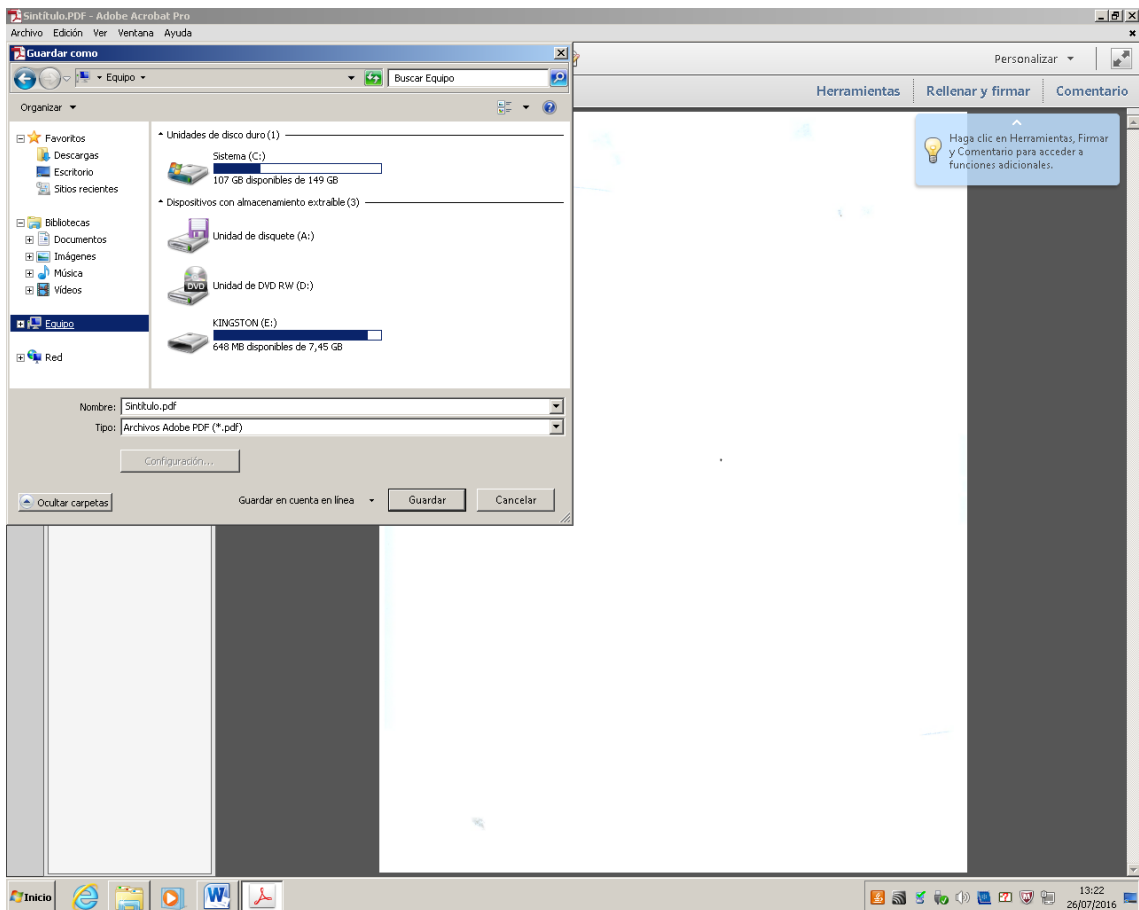 Sintítulo.PDF - Adobe Acrobat Pro
Archivo Edición Ver Ventana Ayuda
Guardar como
Equipo
Buscar Equipo
Personalizar
Organizar
Herramientas
Rellenar y firmar
Comentario
Favoritos
Descargas
Escritorio
Sitios recientes
Bibliotecas
Documentos
Imágenes
Música
Vídeos
Equipo
Red
Unidades de disco duro (1)
Sistema (C:)
107 GB disponibles de 149 GB
Dispositivos con almacenamiento extraíble (3)
Unidad de disquete (A:)
DVD
Unidad de DVD RW (D:)
KINGSTON (E:)
648 MB disponibles de 7,45 GB
Haga clic en Herramientas, Firmar
y Comentario para acceder a
funciones adicionales.
Nombre: Sintítulo.pdf
Tipo: Archivos Adobe PDF (*.pdf)
Configuración...
Ocultar carpetas
Guardar en cuenta en línea
Guardar
Cancelar
Inicio
13:22
26/07/2016